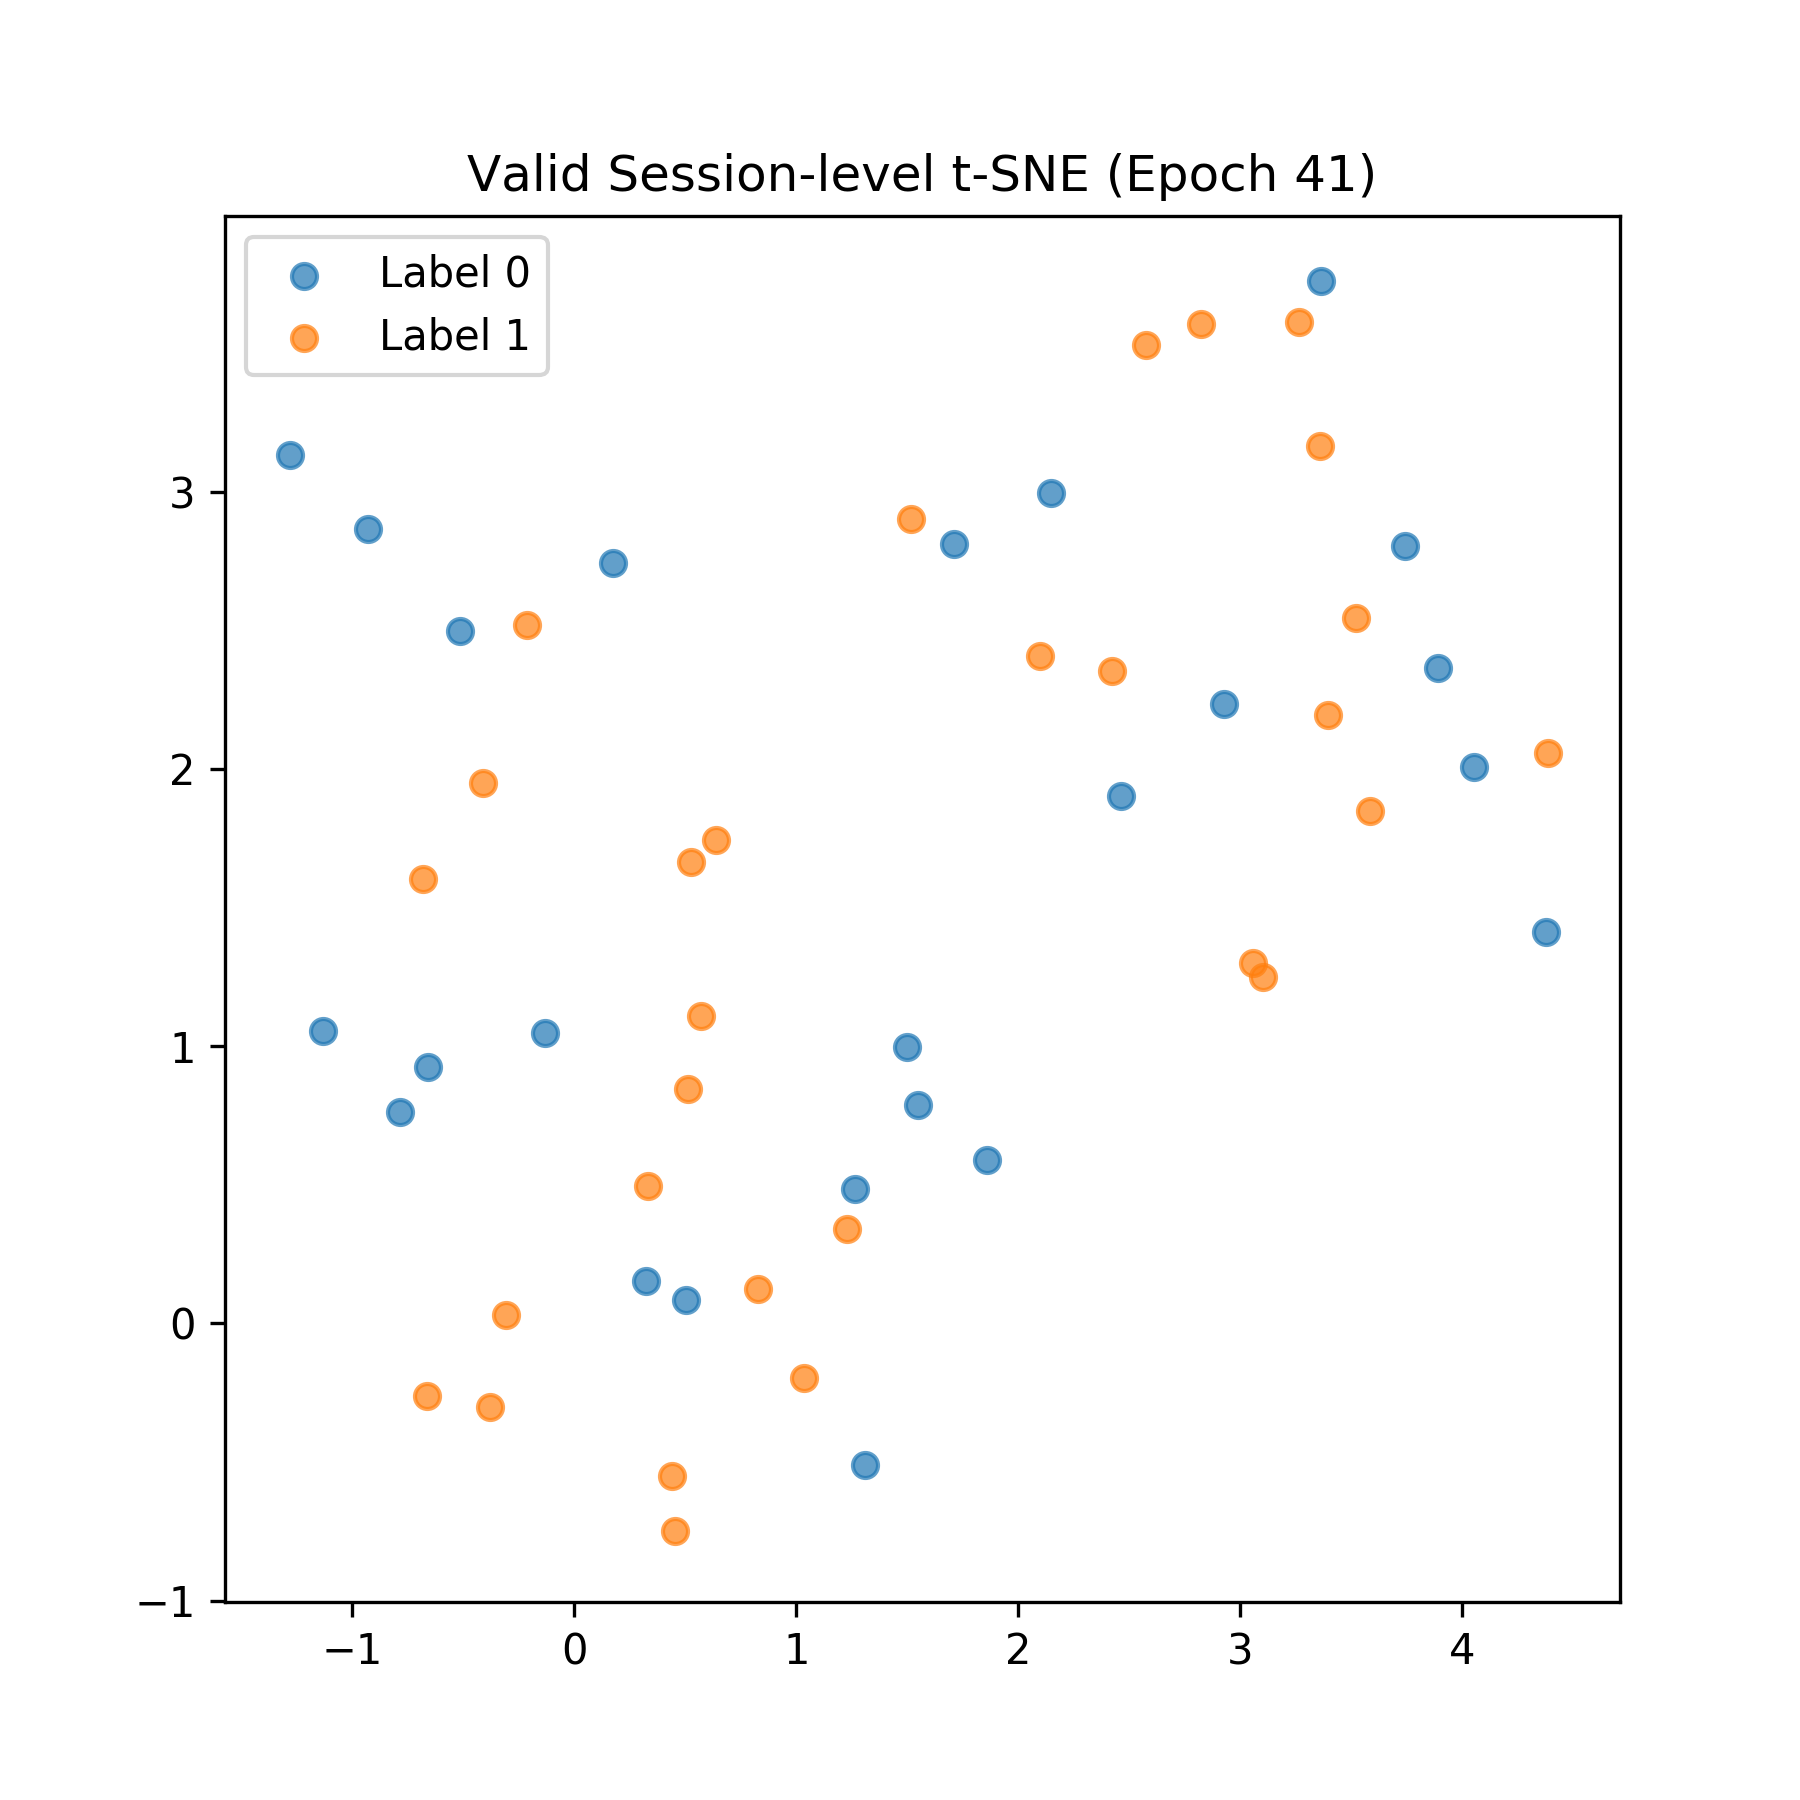 Valid Session-level t-SNE (Epoch 41)
Label 0
Label 1
3
2
1
0
−1
−1 0 1 2 3 4